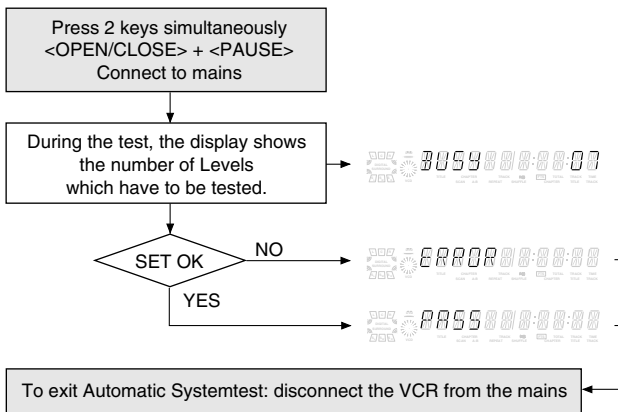 Press 2 keys simultaneously
<OPEN/CLOSE> + <PAUSE>
Connect to mains
During the test, the display shows
the number of Levels
which have to be tested.
BUSY 07
SET OK
NO
ERROR
YES
PASS
To exit Automatic Systemtest: disconnect the VCR from the mains